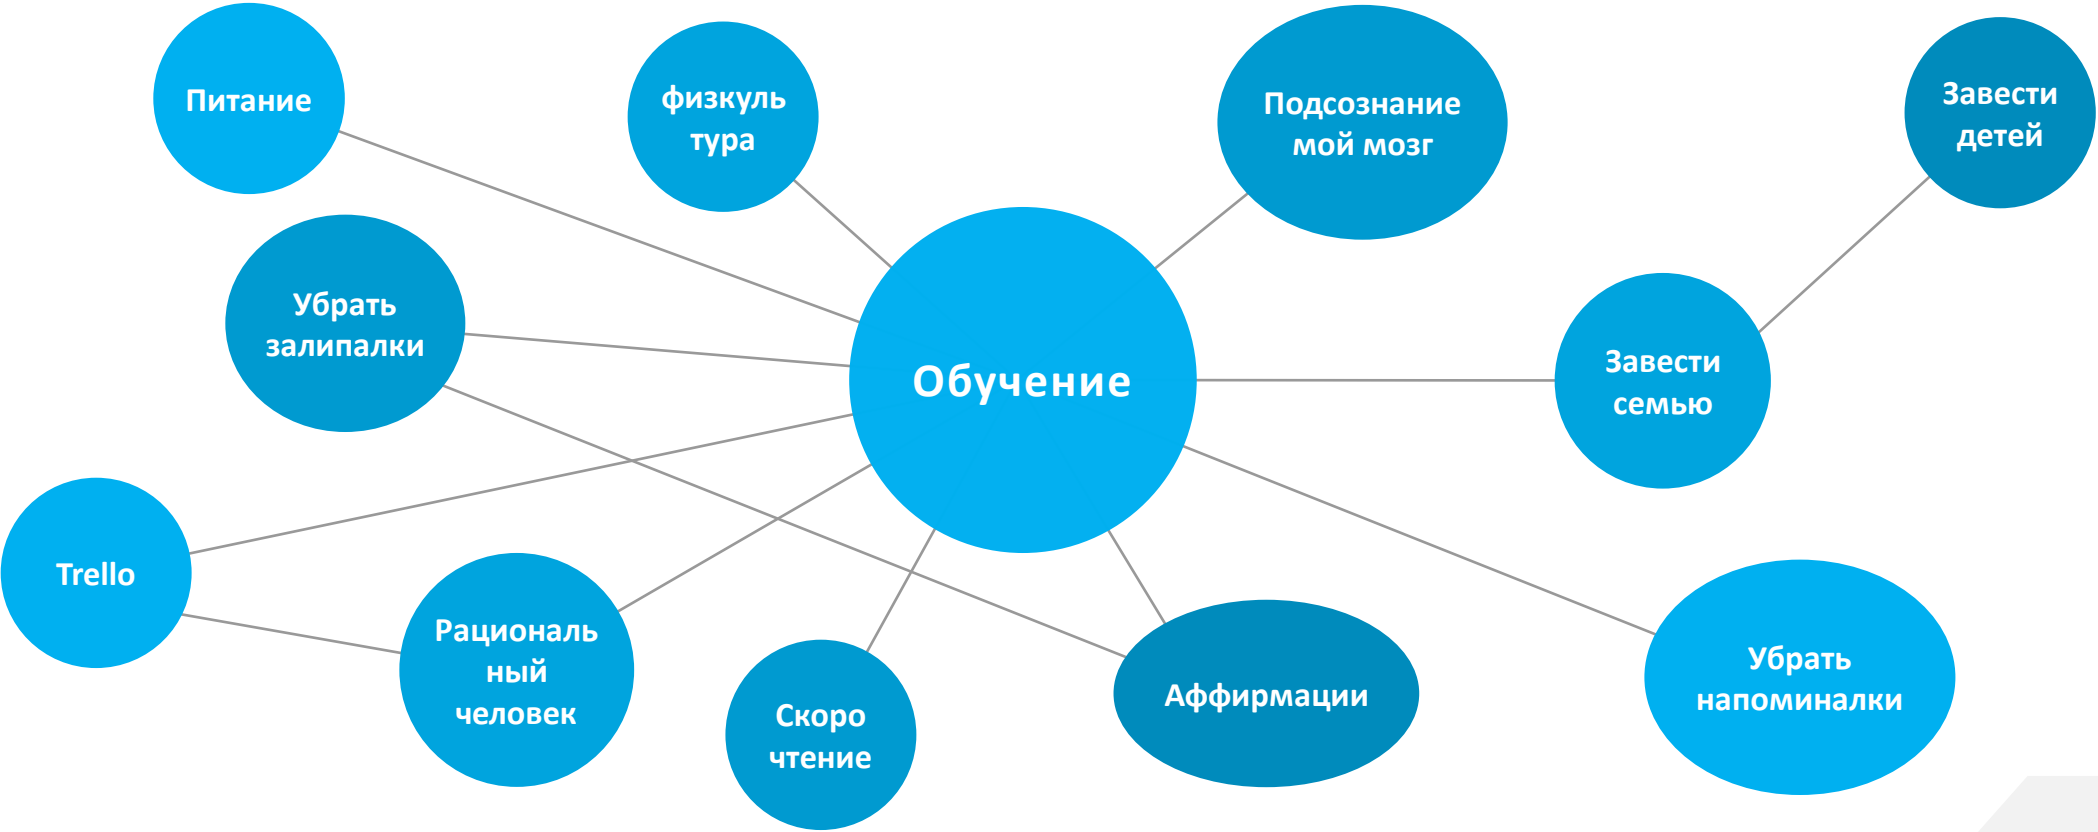 Питание
физкуль
тура
Подсознание
мой мозг
Завести
детей
Убрать
залипалки
Обучение
Завести
семью
Trello
Рациональ
ный
человек
Скоро
чтение
Аффирмации
Убрать
напоминалки